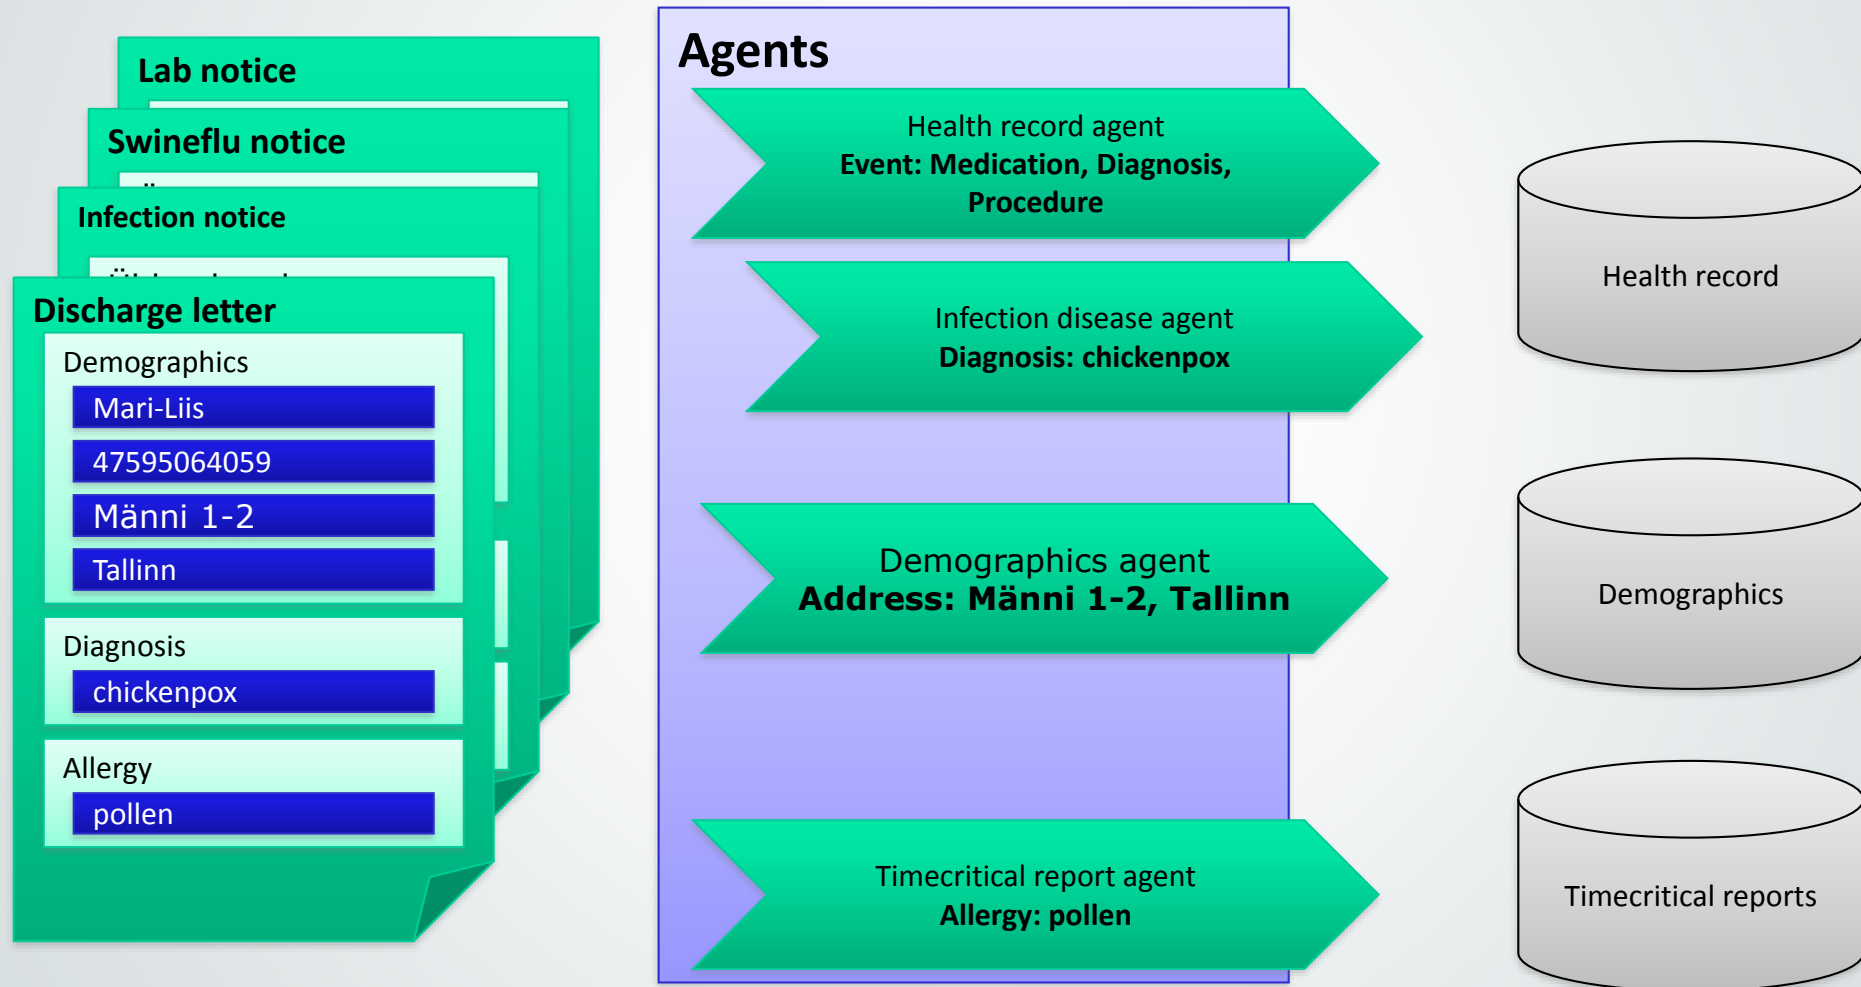 Lab notice
Swineflu notice
Infection notice
Discharge letter
Demographics
Mari-Liis
47595064059
Männi 1-2
Tallinn
Diagnosis
chickenpox
Allergy
pollen
Agents
Health record agent
Event: Medication, Diagnosis,
Procedure
Infection disease agent
Diagnosis: chickenpox
Demographics agent
Address: Männi 1-2, Tallinn
Timecritical report agent
Allergy: pollen
Health record
Demographics
Timecritical reports